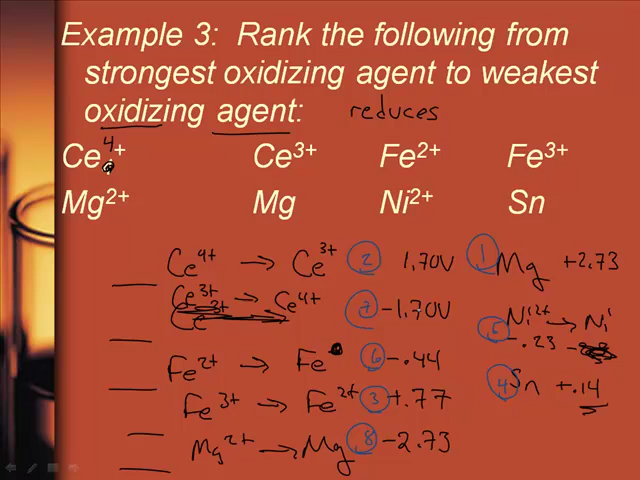 Example 3: Rank the following from
strongest oxidizing agent to weakest
oxidizing agent: reduces
Ce⁴⁺ Ce³⁺ Fe²⁺ Fe³⁺
Mg²⁺ Mg Ni²⁺ Sn
Ce⁴⁺ → Ce³⁺ ② 1.70V ① Mg +2.73
Ce³⁺ → Ce⁴⁺ ⑦ -1.70V ⑤ Ni²⁺ → Ni
Ce³⁺ -.23 -
Fe²⁺ → Fe ⑥ -.44 ④ Sn +.14
Fe³⁺ → Fe²⁺ ③ +.77
Mg²⁺ → Mg ⑧ -2.73